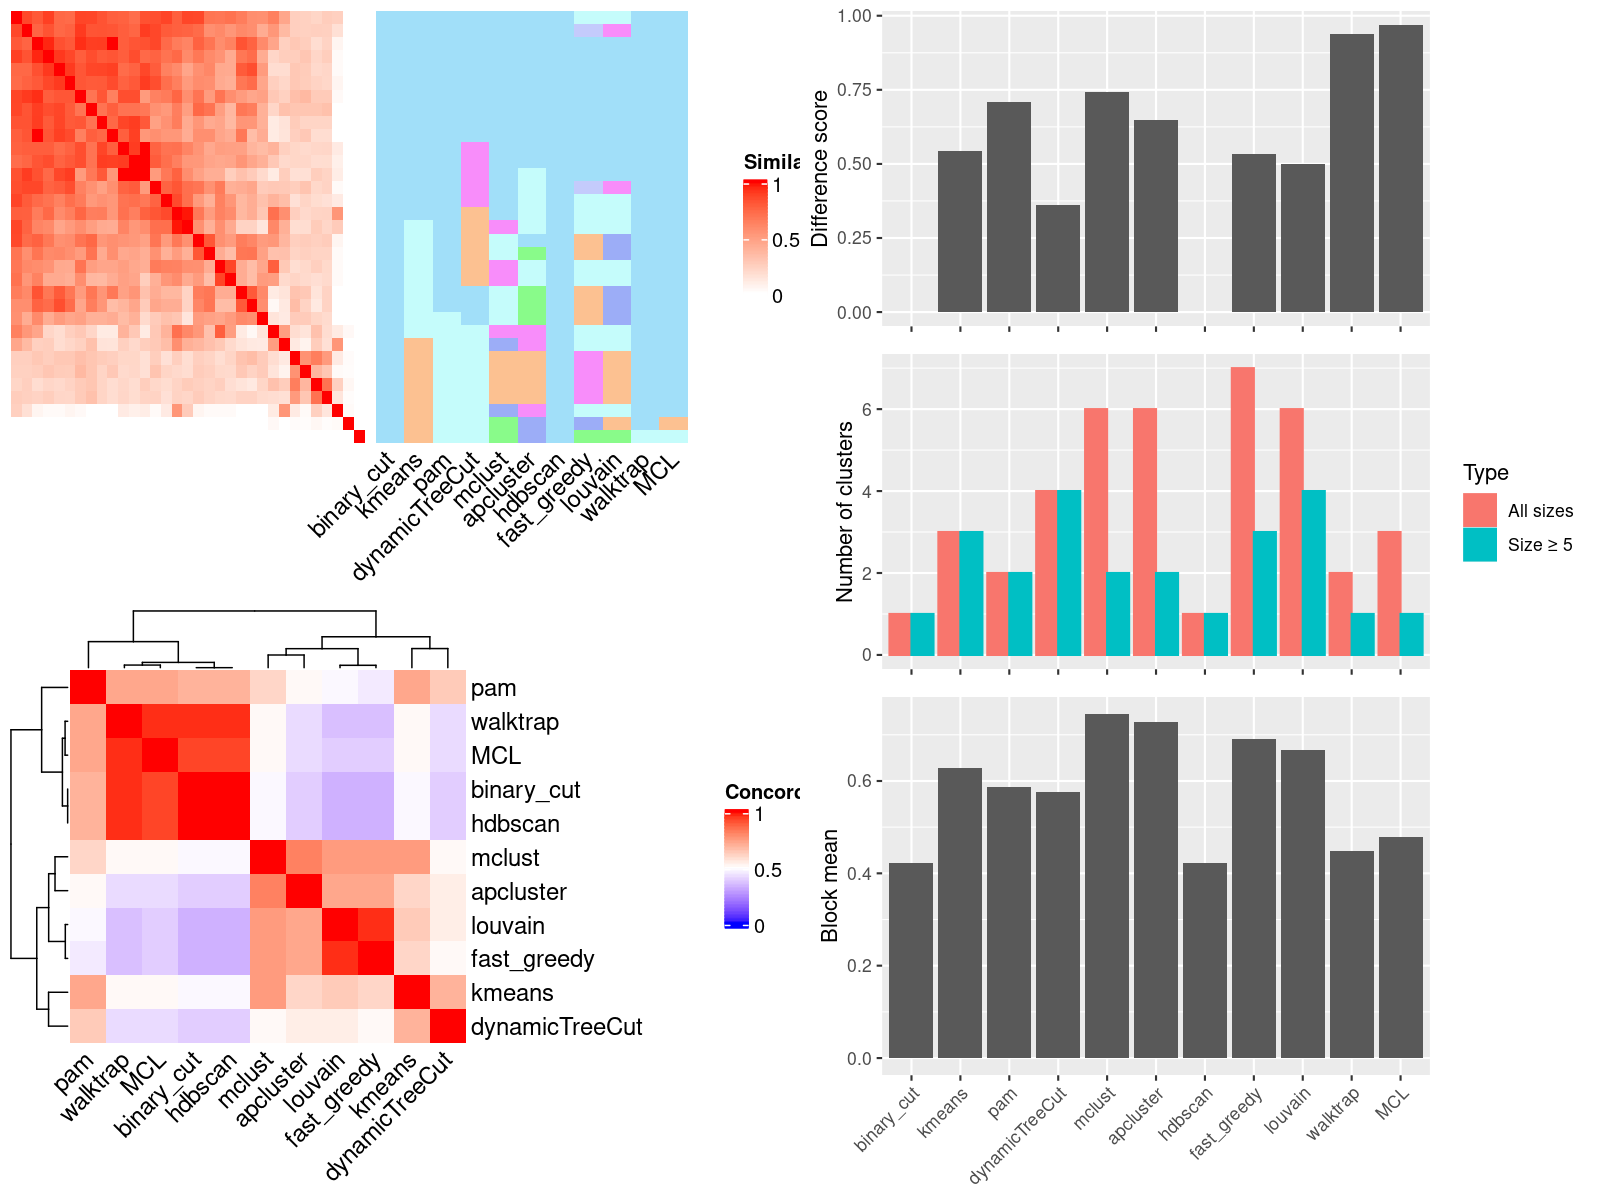 Simila
1
0.5
0
binary_cut
kmeans
pam
dynamicTreeCut
mclust
apcluster
hdbscan
fast_greedy
louvain
walktrap
MCL
Difference score
1.00
0.75
0.50
0.25
0.00
Number of clusters
6
4
2
0
Type
All sizes
Size ≥ 5
pam
walktrap
MCL
binary_cut
hdbscan
mclust
apcluster
louvain
fast_greedy
kmeans
dynamicTreeCut
pam
walktrap
MCL
binary_cut
hdbscan
mclust
apcluster
louvain
fast_greedy
kmeans
dynamicTreeCut
Concord
1
0.5
0
Block mean
0.6
0.4
0.2
0.0
binary_cut
kmeans
pam
dynamicTreeCut
mclust
apcluster
hdbscan
fast_greedy
louvain
walktrap
MCL